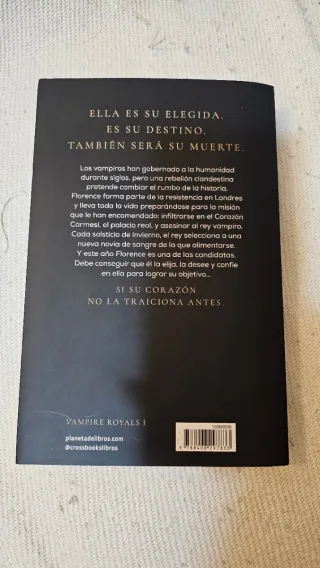 ELLA ES SU ELEGIDA.
ES SU DESTINO.
TAMBIÉN SERÁ SU MUERTE.
Los vampiros han gobernado a la humanidad
durante siglos, pero una rebelión clandestina
pretende cambiar el rumbo de la historia.
Florence forma parte de la resistencia en Londres
y lleva toda la vida preparándose para la misión
que le han encomendado: infiltrarse en el Corazón
Carmesí, el palacio real, y asesinar al rey vampiro.
Cada solsticio de invierno, el rey selecciona a una
nueva novia de sangre de la que alimentarse.
Y este año Florence es una de las candidatas.
Debe conseguir que él la elija, la desee y confíe
en ella para lograr su objetivo...
SI SU CORAZÓN
NO LA TRAICIONA ANTES.
VAMPIRE ROYALS I
planetadelibros.com
@crossbookslibros